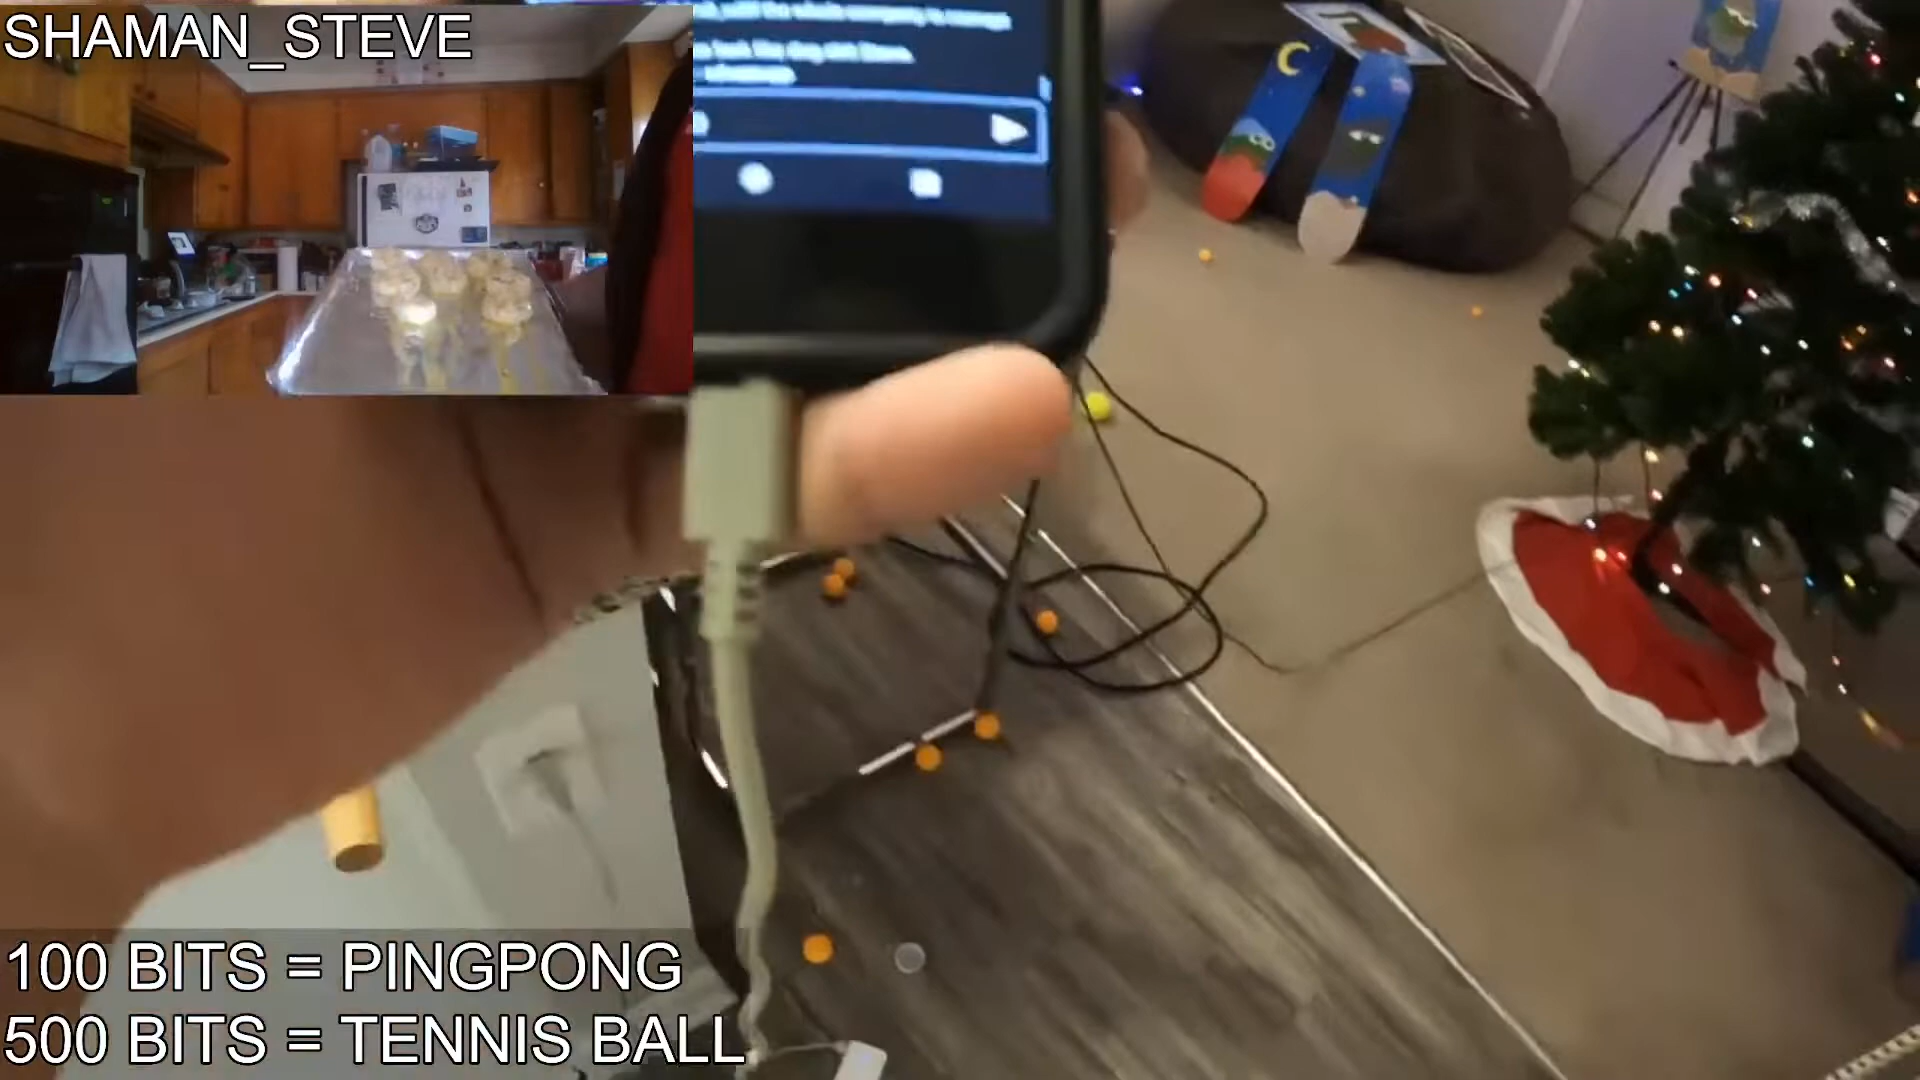 SHAMAN_STEVE
100 BITS = PINGPONG
500 BITS = TENNIS BALL